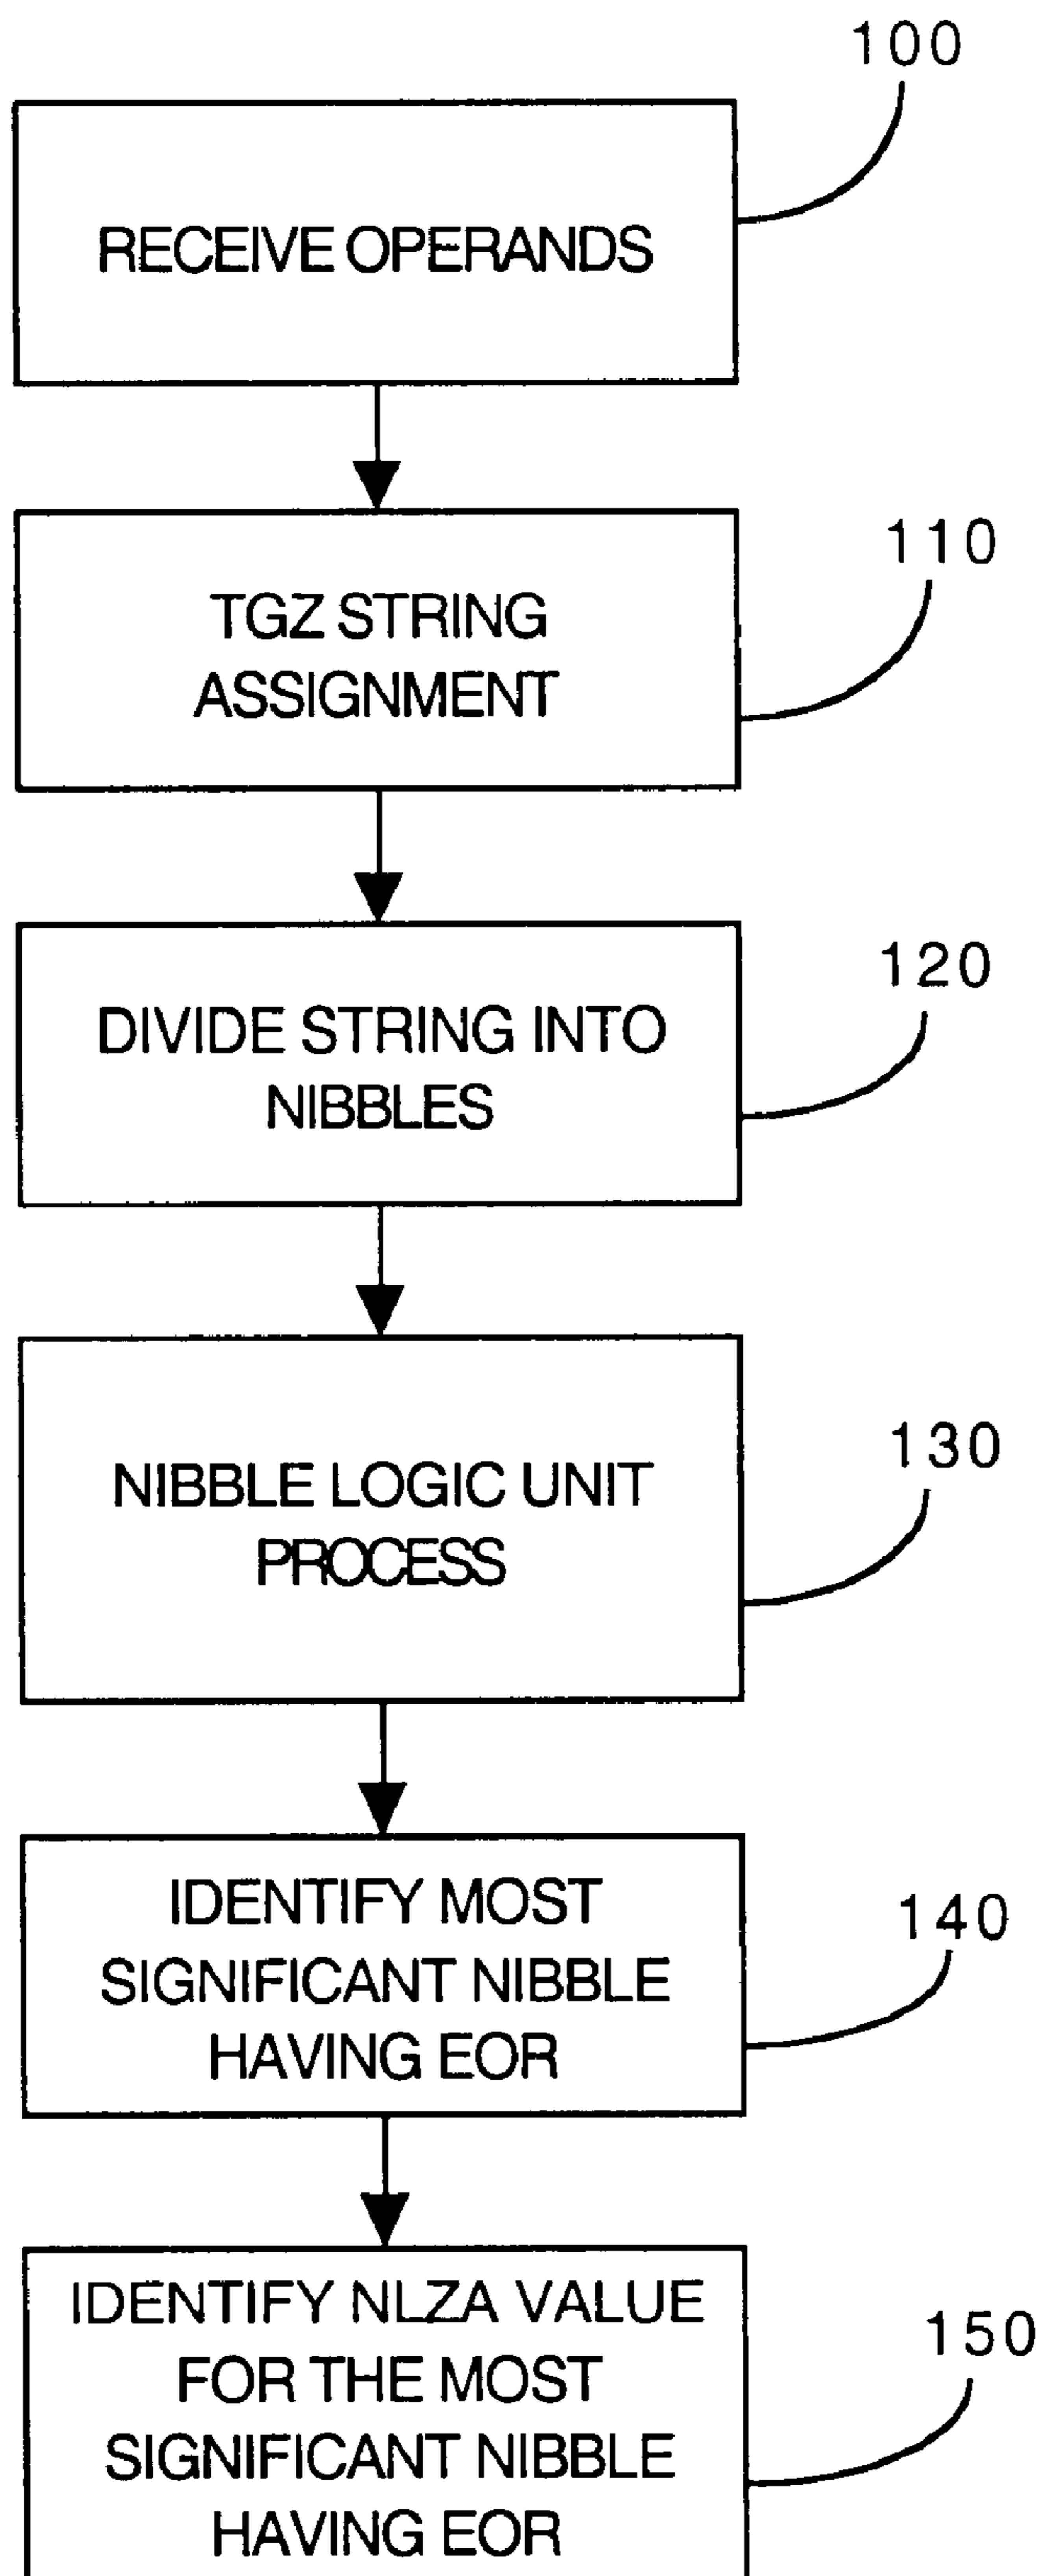 100
RECEIVE OPERANDS
110
TGZ STRING
ASSIGNMENT
120
DIVIDE STRING INTO
NIBBLES
130
NIBBLE LOGIC UNIT
PROCESS
140
IDENTIFY MOST
SIGNIFICANT NIBBLE
HAVING EOR
150
IDENTIFY NLZA VALUE
FOR THE MOST
SIGNIFICANT NIBBLE
HAVING EOR